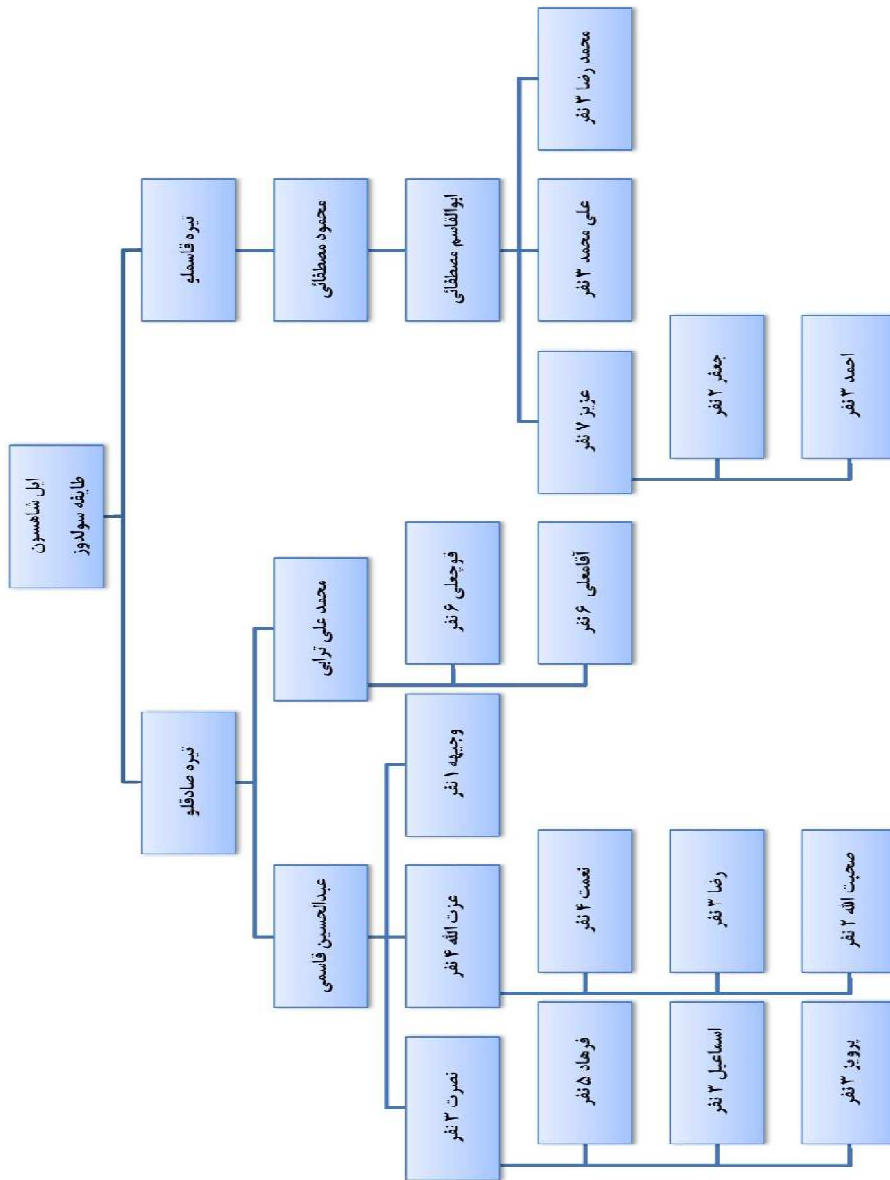 ایل شاهسون
طایفه سولدوز
تیره قاسملو
تیره صادقلو
محمود مصطفائی
محمد علی ترابی
عبدالحسین قاسمی
ابوالقاسم مصطفائی
قوچعلی ۶ نفر
وجیهه ۱ نفر
عزت الله ۴ نفر
نصرت ۳ نفر
محمد رضا ۳ نفر
علی محمد ۳ نفر
عزیز ۷ نفر
آقامعلی ۶ نفر
نعمت ۴ نفر
فرهاد ۵ نفر
جعفر ۲ نفر
رضا ۳ نفر
اسماعیل ۳ نفر
احمد ۳ نفر
صحبت الله ۲ نفر
پرویز ۳ نفر